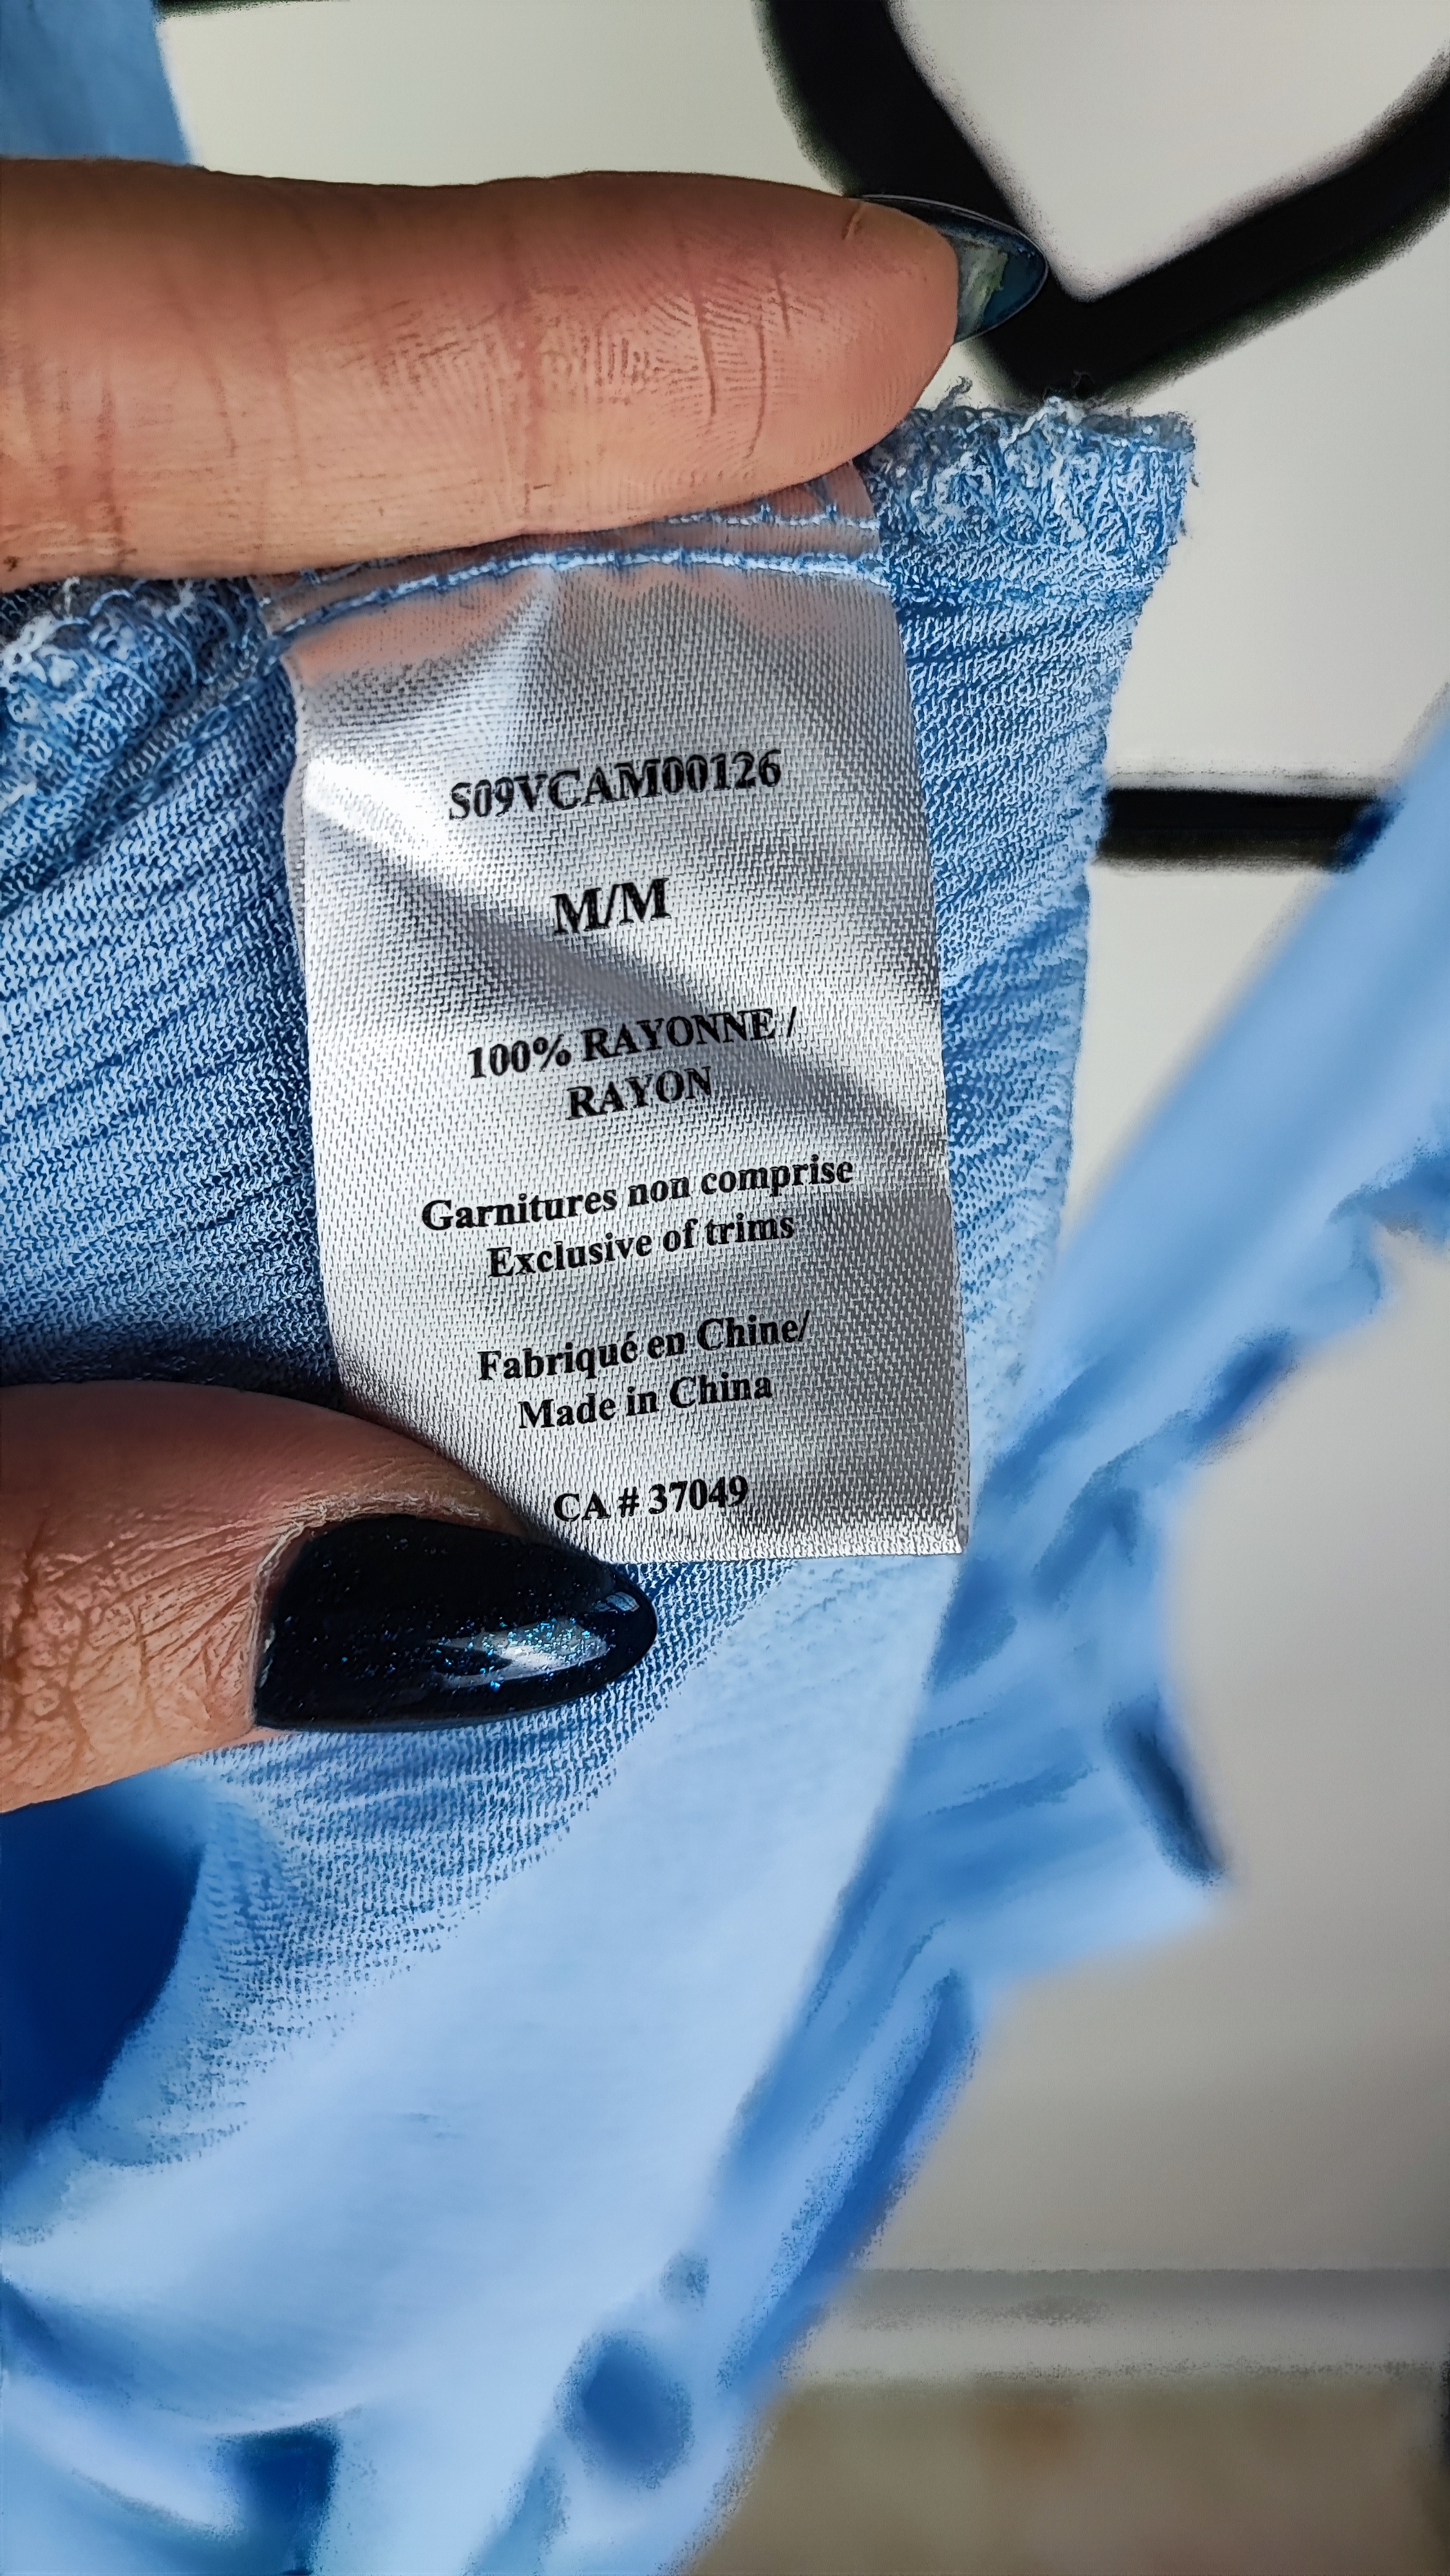 S09VCAM00126
M/M
100% RAYONNE /
RAYON
Garnitures non comprise
Exclusive of trims
Fabriqué en Chine/
Made in China
CA # 37049